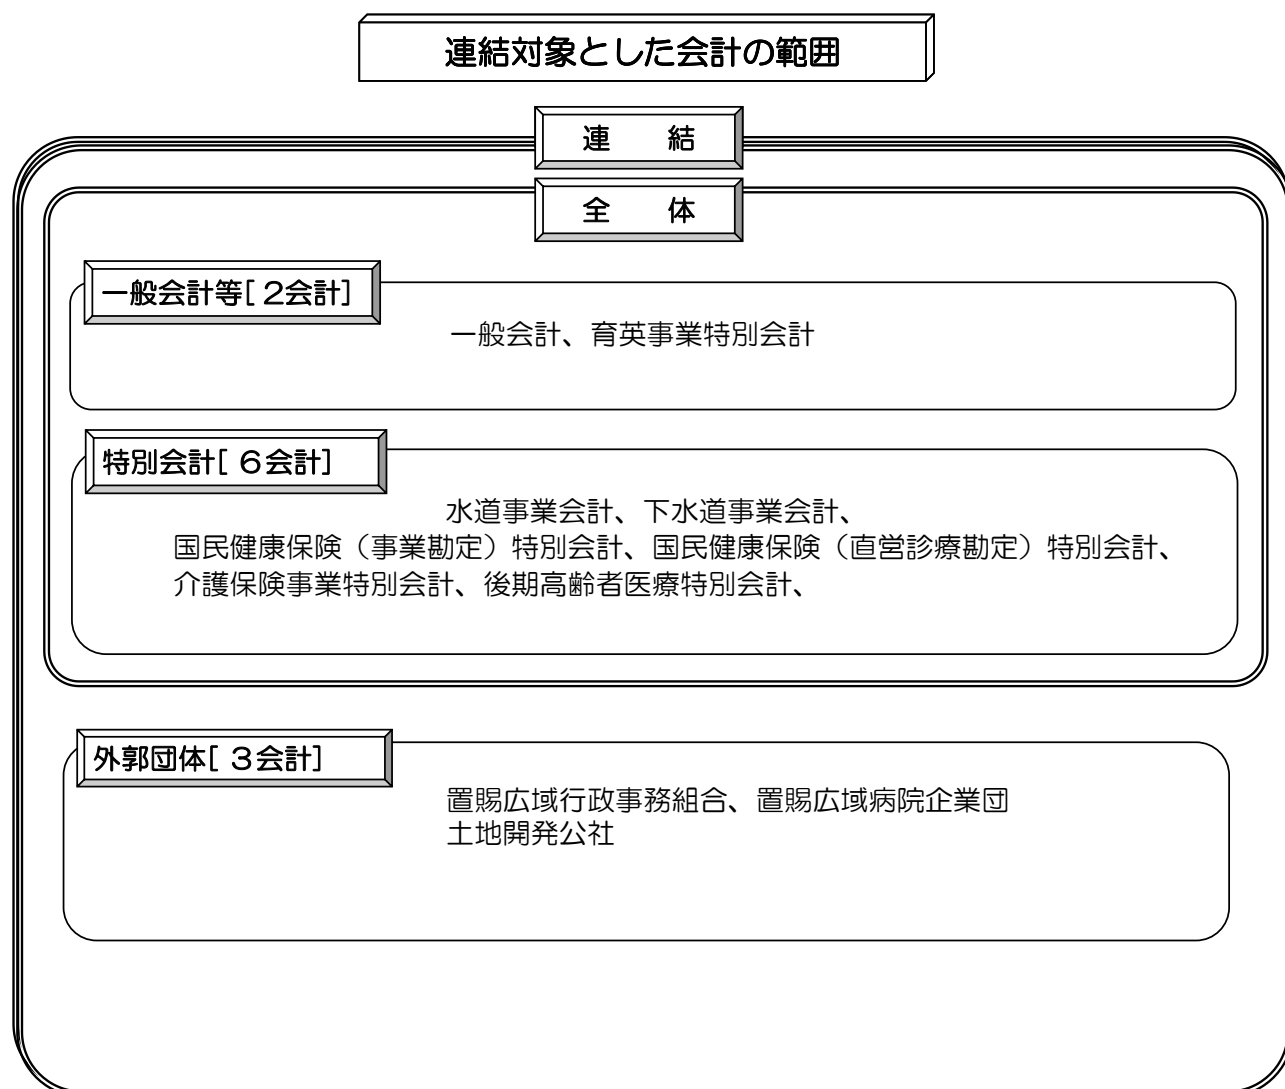 連結対象とした会計の範囲
連　　結
全　　体
一般会計等[ ２会計]
一般会計、育英事業特別会計
特別会計[ ６会計]
水道事業会計、下水道事業会計、
国民健康保険（事業勘定）特別会計、国民健康保険（直営診療勘定）特別会計、
介護保険事業特別会計、後期高齢者医療特別会計、
外郭団体[ ３会計]
置賜広域行政事務組合、置賜広域病院企業団
土地開発公社